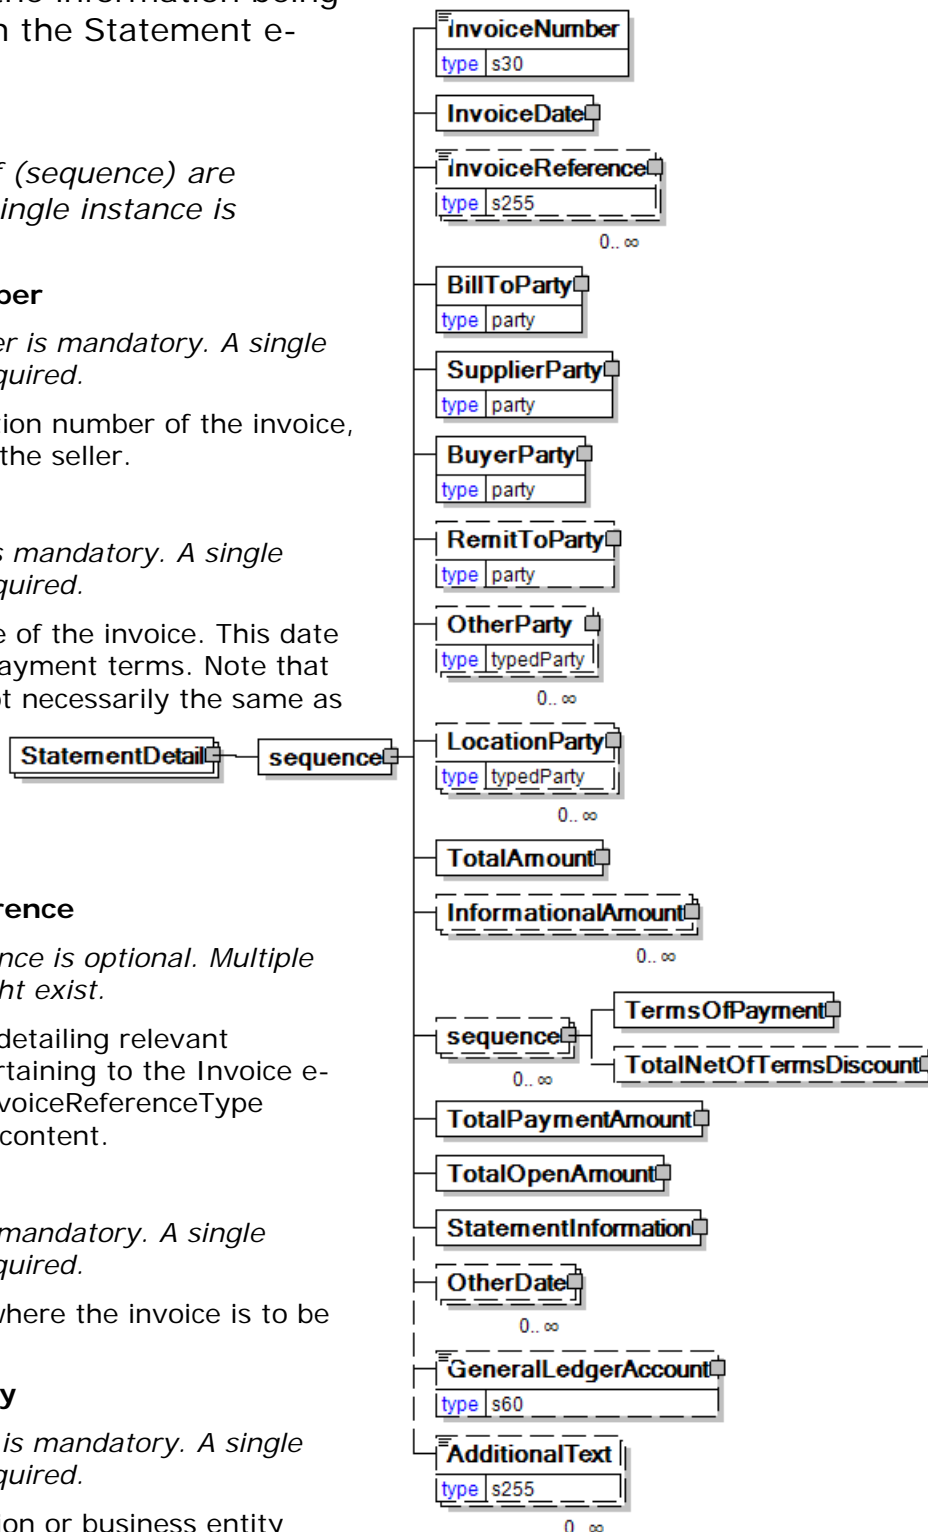 the information being
n the Statement e-
f (sequence) are
ingle instance is
ber
er is mandatory. A single
quired.
tion number of the invoice,
the seller.
s mandatory. A single
quired.
e of the invoice. This date
payment terms. Note that
ot necessarily the same as
rence
nce is optional. Multiple
ht exist.
detailing relevant
rtaining to the Invoice e-
voiceReferenceType
content.
mandatory. A single
quired.
where the invoice is to be
y
is mandatory. A single
quired.
ion or business entity
StatementDetail
sequence
InvoiceNumber
type s30
InvoiceDate
InvoiceReference
type s255
0.. ∞
BillToParty
type party
SupplierParty
type party
BuyerParty
type party
RemitToParty
type party
OtherParty
type typedParty
0.. ∞
LocationParty
type typedParty
0.. ∞
TotalAmount
InformationalAmount
0.. ∞
sequence
0.. ∞
TermsOfPayment
TotalNetOfTermsDiscount
TotalPaymentAmount
TotalOpenAmount
StatementInformation
OtherDate
0.. ∞
GeneralLedgerAccount
type s60
AdditionalText
type s255
0.. ∞